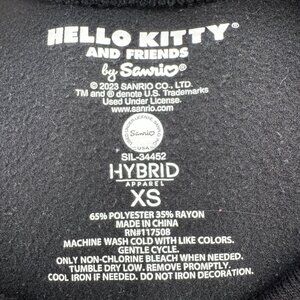 HELLO KITTY®
AND FRIENDS
by Sanrio®
© 2023 SANRIO CO., LTD.
TM and ® denote U.S. Trademarks
Used Under License.
www.sanrio.com
Sanrio
SIL-34452
HYBRID
APPAREL
XS
65% POLYESTER 35% RAYON
MADE IN CHINA
RN#117508
MACHINE WASH COLD WITH LIKE COLORS.
GENTLE CYCLE.
ONLY NON-CHLORINE BLEACH WHEN NEEDED.
TUMBLE DRY LOW. REMOVE PROMPTLY
COOL IRON IF NEEDED. DO NOT IRON DECORATION.